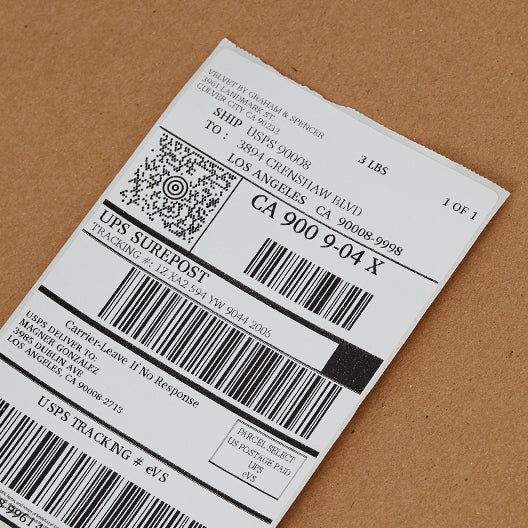 VELVET BY GRAHAM & SPENCER
3961 LANDMARK ST.
CULVER CITY CA 90232
3 LBS
1 OF 1
SHIP USPS 90008
TO : 3894 CRENSHAW BLVD
LOS ANGELES CA 90008-9998
CA 900 9-04 X
UPS SUREPOST
TRACKING #: 1Z XA2 594 YW 9044 2005
Carrier-Leave If No Response
USPS DELIVER TO:
MAGNER GONZALEZ
3985 DUBLIN AVE
LOS ANGELES, CA 90008-2713
PARCEL SELECT
US POSTAGE PAID
UPS
eVS
USPS TRACKING # eVS